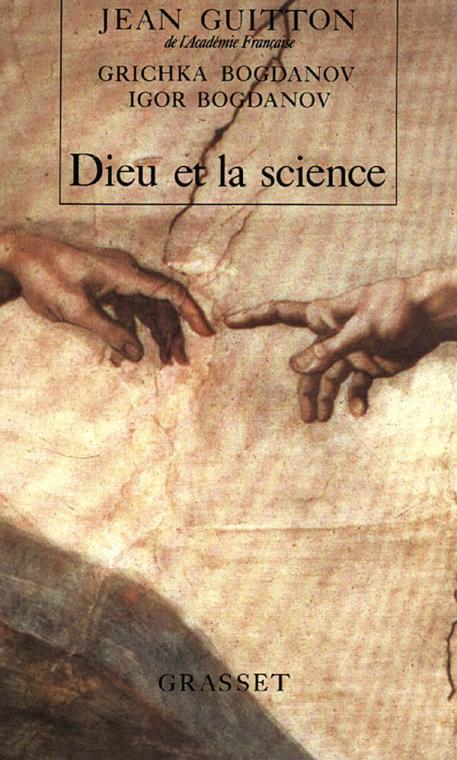 JEAN GUITTON
de l'Académie Française
GRICHKA BOGDANOV
IGOR BOGDANOV
Dieu et la science
GRASSET